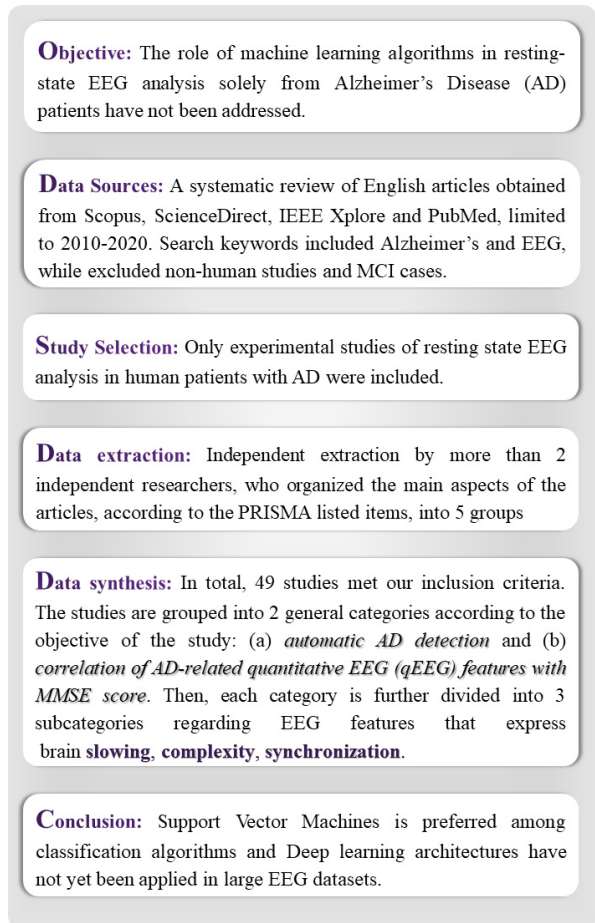 Objective: The role of machine learning algorithms in resting-
state EEG analysis solely from Alzheimer's Disease (AD)
patients have not been addressed.
Data Sources: A systematic review of English articles obtained
from Scopus, ScienceDirect, IEEE Xplore and PubMed, limited
to 2010-2020. Search keywords included Alzheimer's and EEG,
while excluded non-human studies and MCI cases.
Study Selection: Only experimental studies of resting state EEG
analysis in human patients with AD were included.
Data extraction: Independent extraction by more than 2
independent researchers, who organized the main aspects of the
articles, according to the PRISMA listed items, into 5 groups
Data synthesis: In total, 49 studies met our inclusion criteria.
The studies are grouped into 2 general categories according to the
objective of the study: (a) automatic AD detection and (b)
correlation of AD-related quantitative EEG (qEEG) features with
MMSE score. Then, each category is further divided into 3
subcategories regarding EEG features that express
brain slowing, complexity, synchronization.
Conclusion: Support Vector Machines is preferred among
classification algorithms and Deep learning architectures have
not yet been applied in large EEG datasets.